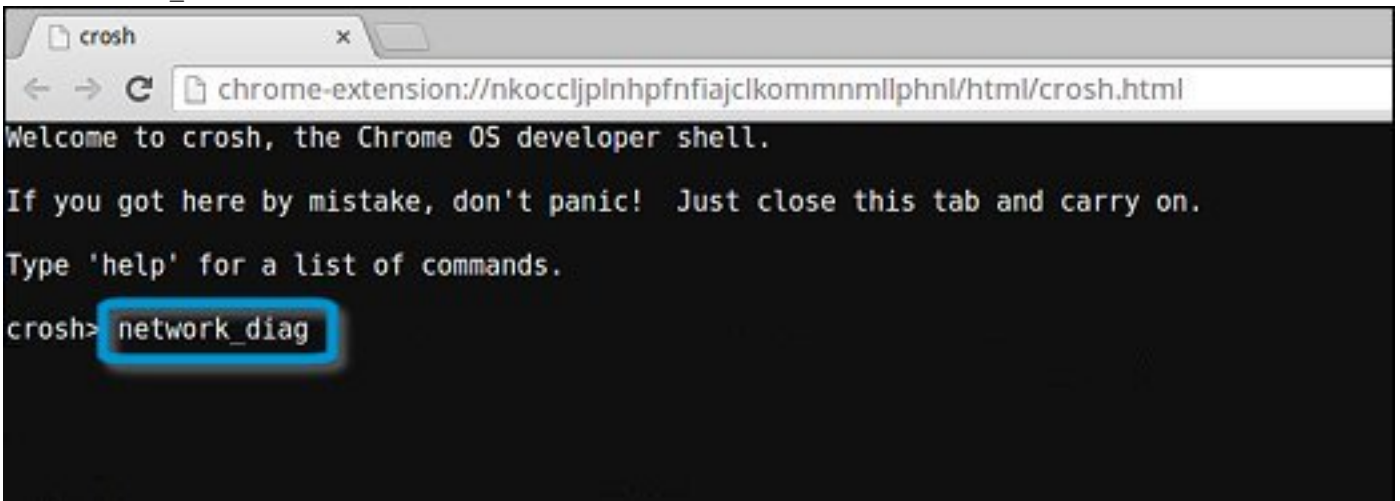 crosh
chrome-extension://nkoccljplnhpfnfiajclkommnmllphnl/html/crosh.html
Welcome to crosh, the Chrome OS developer shell.
If you got here by mistake, don't panic!  Just close this tab and carry on.
Type 'help' for a list of commands.
crosh> network_diag